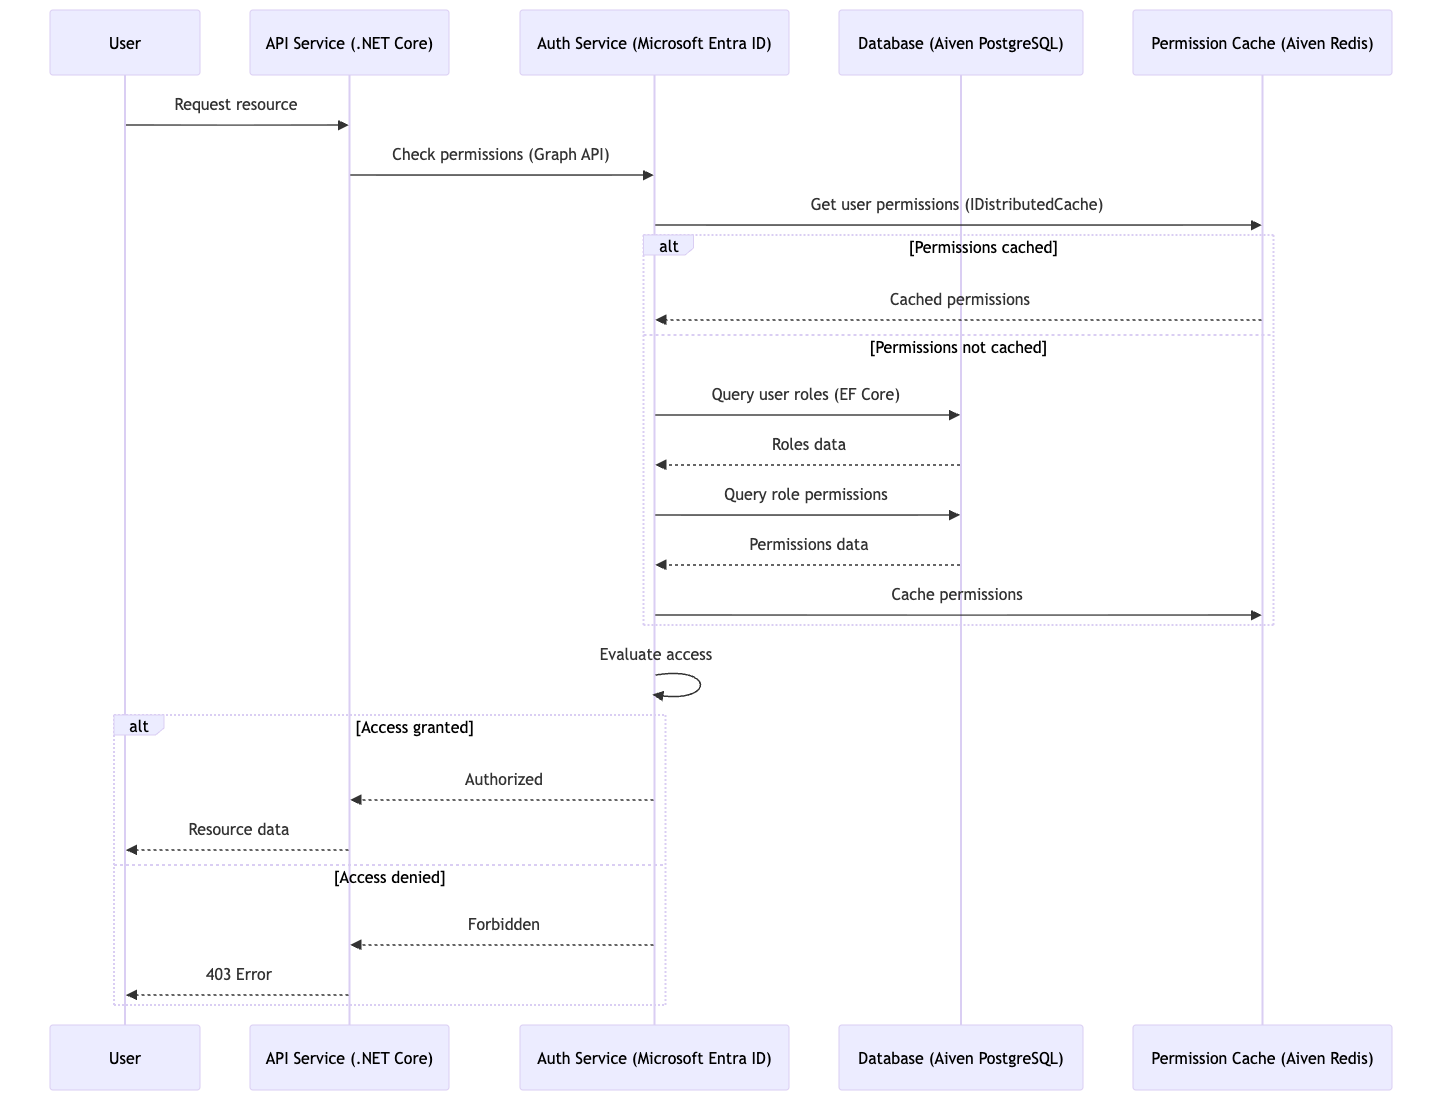 User
API Service (.NET Core)
Auth Service (Microsoft Entra ID)
Database (Aiven PostgreSQL)
Permission Cache (Aiven Redis)
Request resource
Check permissions (Graph API)
Get user permissions (IDistributedCache)
alt
[Permissions cached]
Cached permissions
[Permissions not cached]
Query user roles (EF Core)
Roles data
Query role permissions
Permissions data
Cache permissions
Evaluate access
alt
[Access granted]
Authorized
Resource data
[Access denied]
Forbidden
403 Error
User
API Service (.NET Core)
Auth Service (Microsoft Entra ID)
Database (Aiven PostgreSQL)
Permission Cache (Aiven Redis)